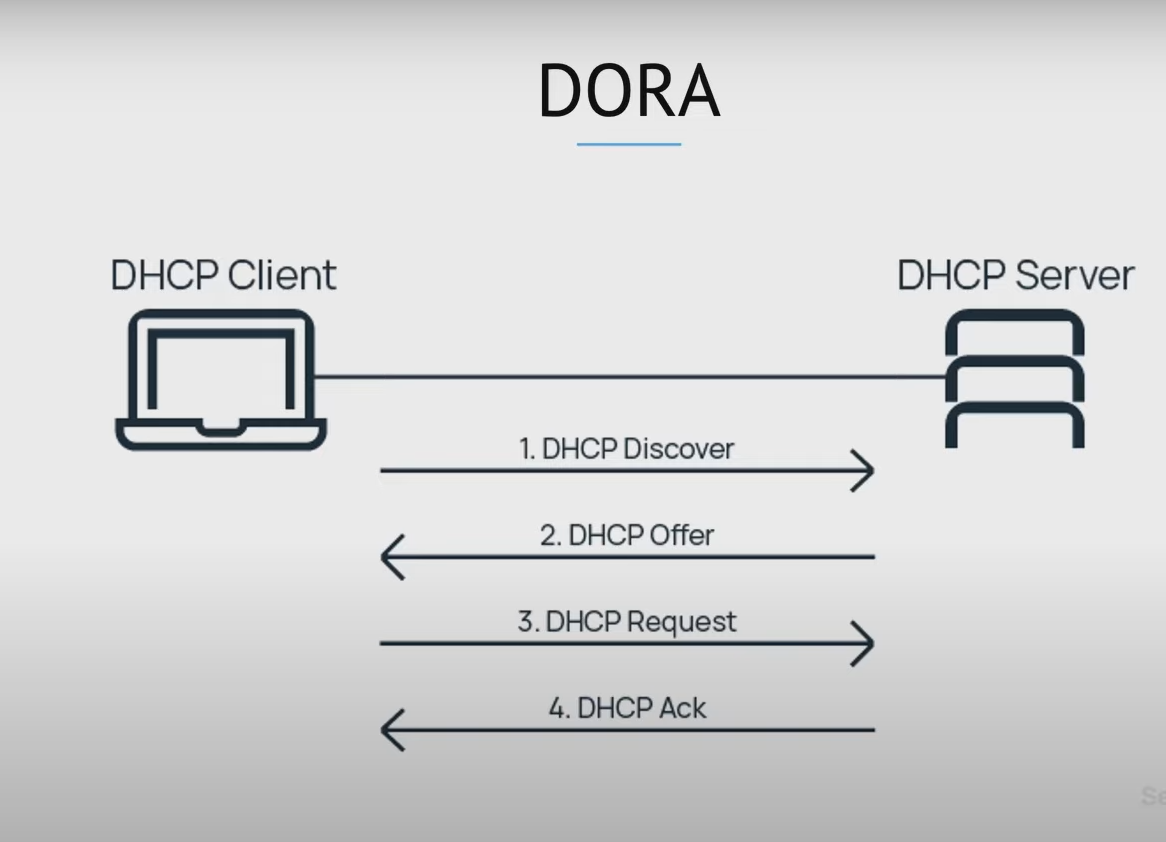 DORA
DHCP Client
DHCP Server
1. DHCP Discover
2. DHCP Offer
3. DHCP Request
4. DHCP Ack